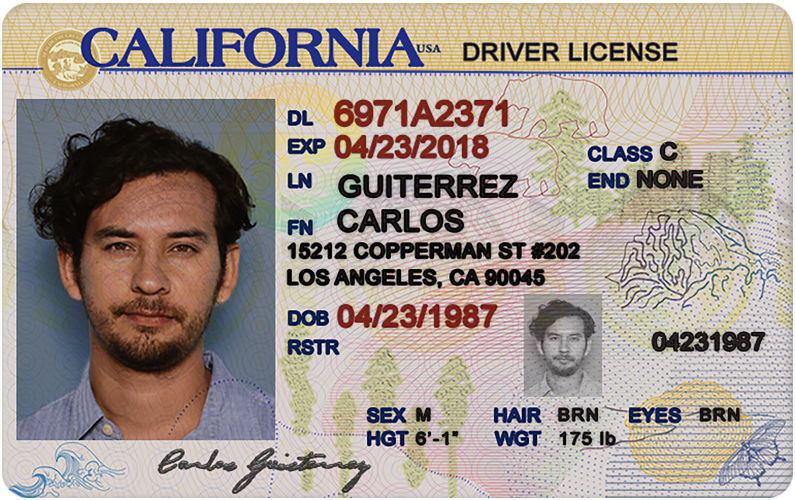 CALIFORNIA USA DRIVER LICENSE
DL 6971A2371
EXP 04/23/2018
CLASS C
END NONE
LN GUITERREZ
FN CARLOS
15212 COPPERMAN ST #202
LOS ANGELES, CA 90045
DOB 04/23/1987
RSTR
04231987
SEX M HAIR BRN EYES BRN
HGT 6'-1" WGT 175 lb
Carlos Guisterrey